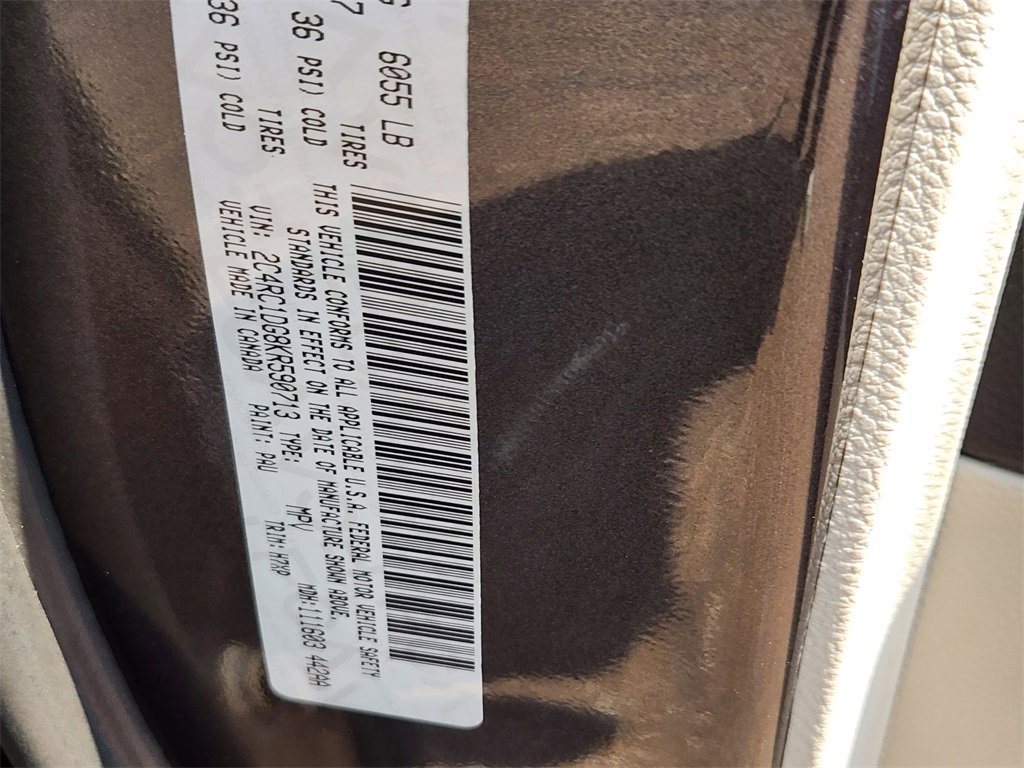 6055 LB
36 PSI) COLD TIRES
36 PSI) COLD TIRES
THIS VEHICLE CONFORMS TO ALL APPLICABLE U.S.A. FEDERAL MOTOR VEHICLE SAFETY
STANDARDS IN EFFECT ON THE DATE OF MANUFACTURE SHOWN ABOVE.
VIN: 2C4RC1DG8KR590713 TYPE: MPV MDH:111603 442AA
VEHICLE MADE IN CANADA PAINT: PAU TRIM: H7XP